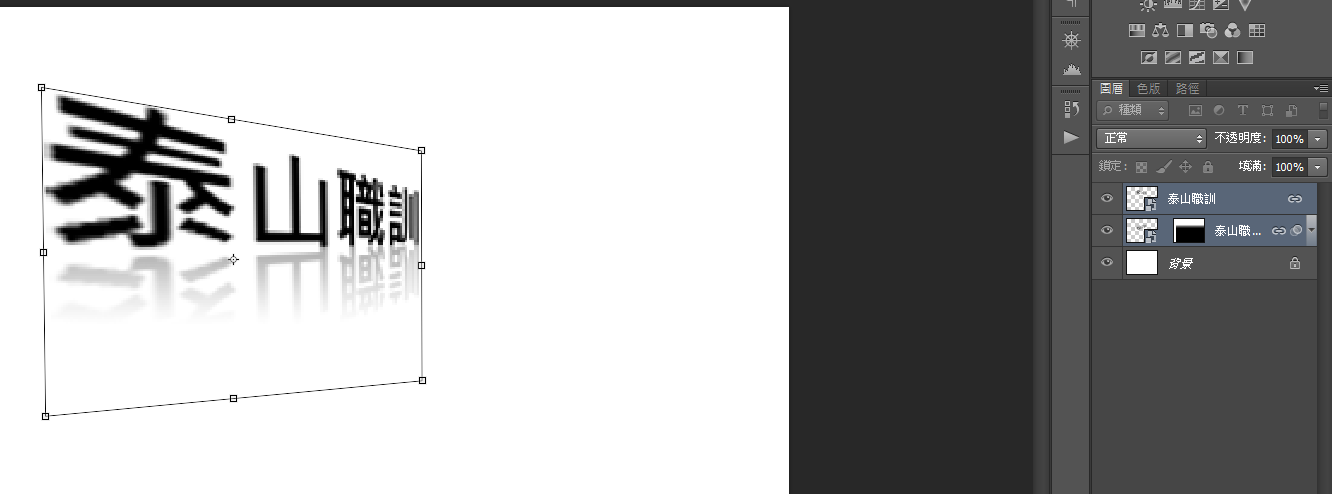 泰山職訓
圖層 色版 路徑
種類
正常 不透明度: 100%
鎖定: 填滿: 100%
泰山職訓
泰山職...
背景